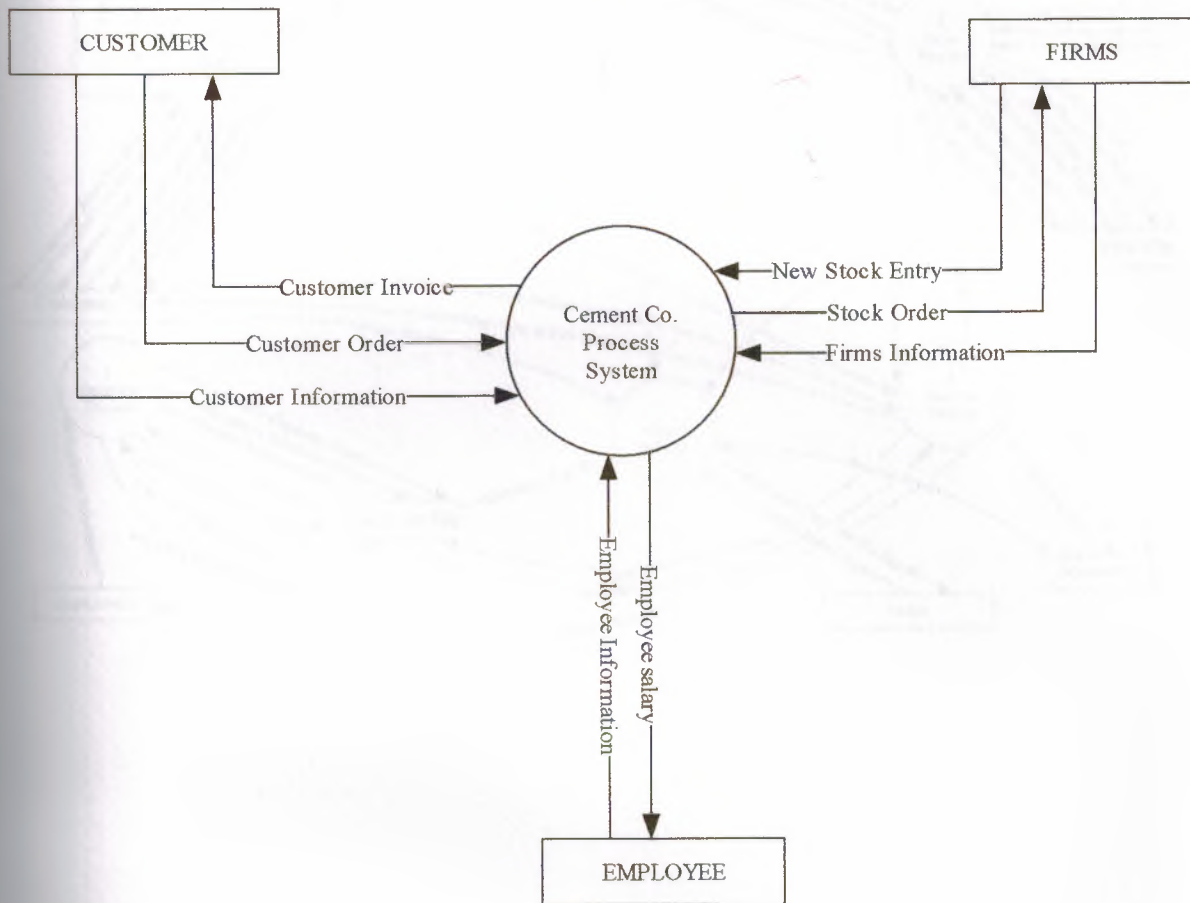 CUSTOMER
FIRMS
New Stock Entry
Customer Invoice
Stock Order
Cement Co.
Process
System
Customer Order
Firms Information
Customer Information
Employee Information
Employee salary
EMPLOYEE